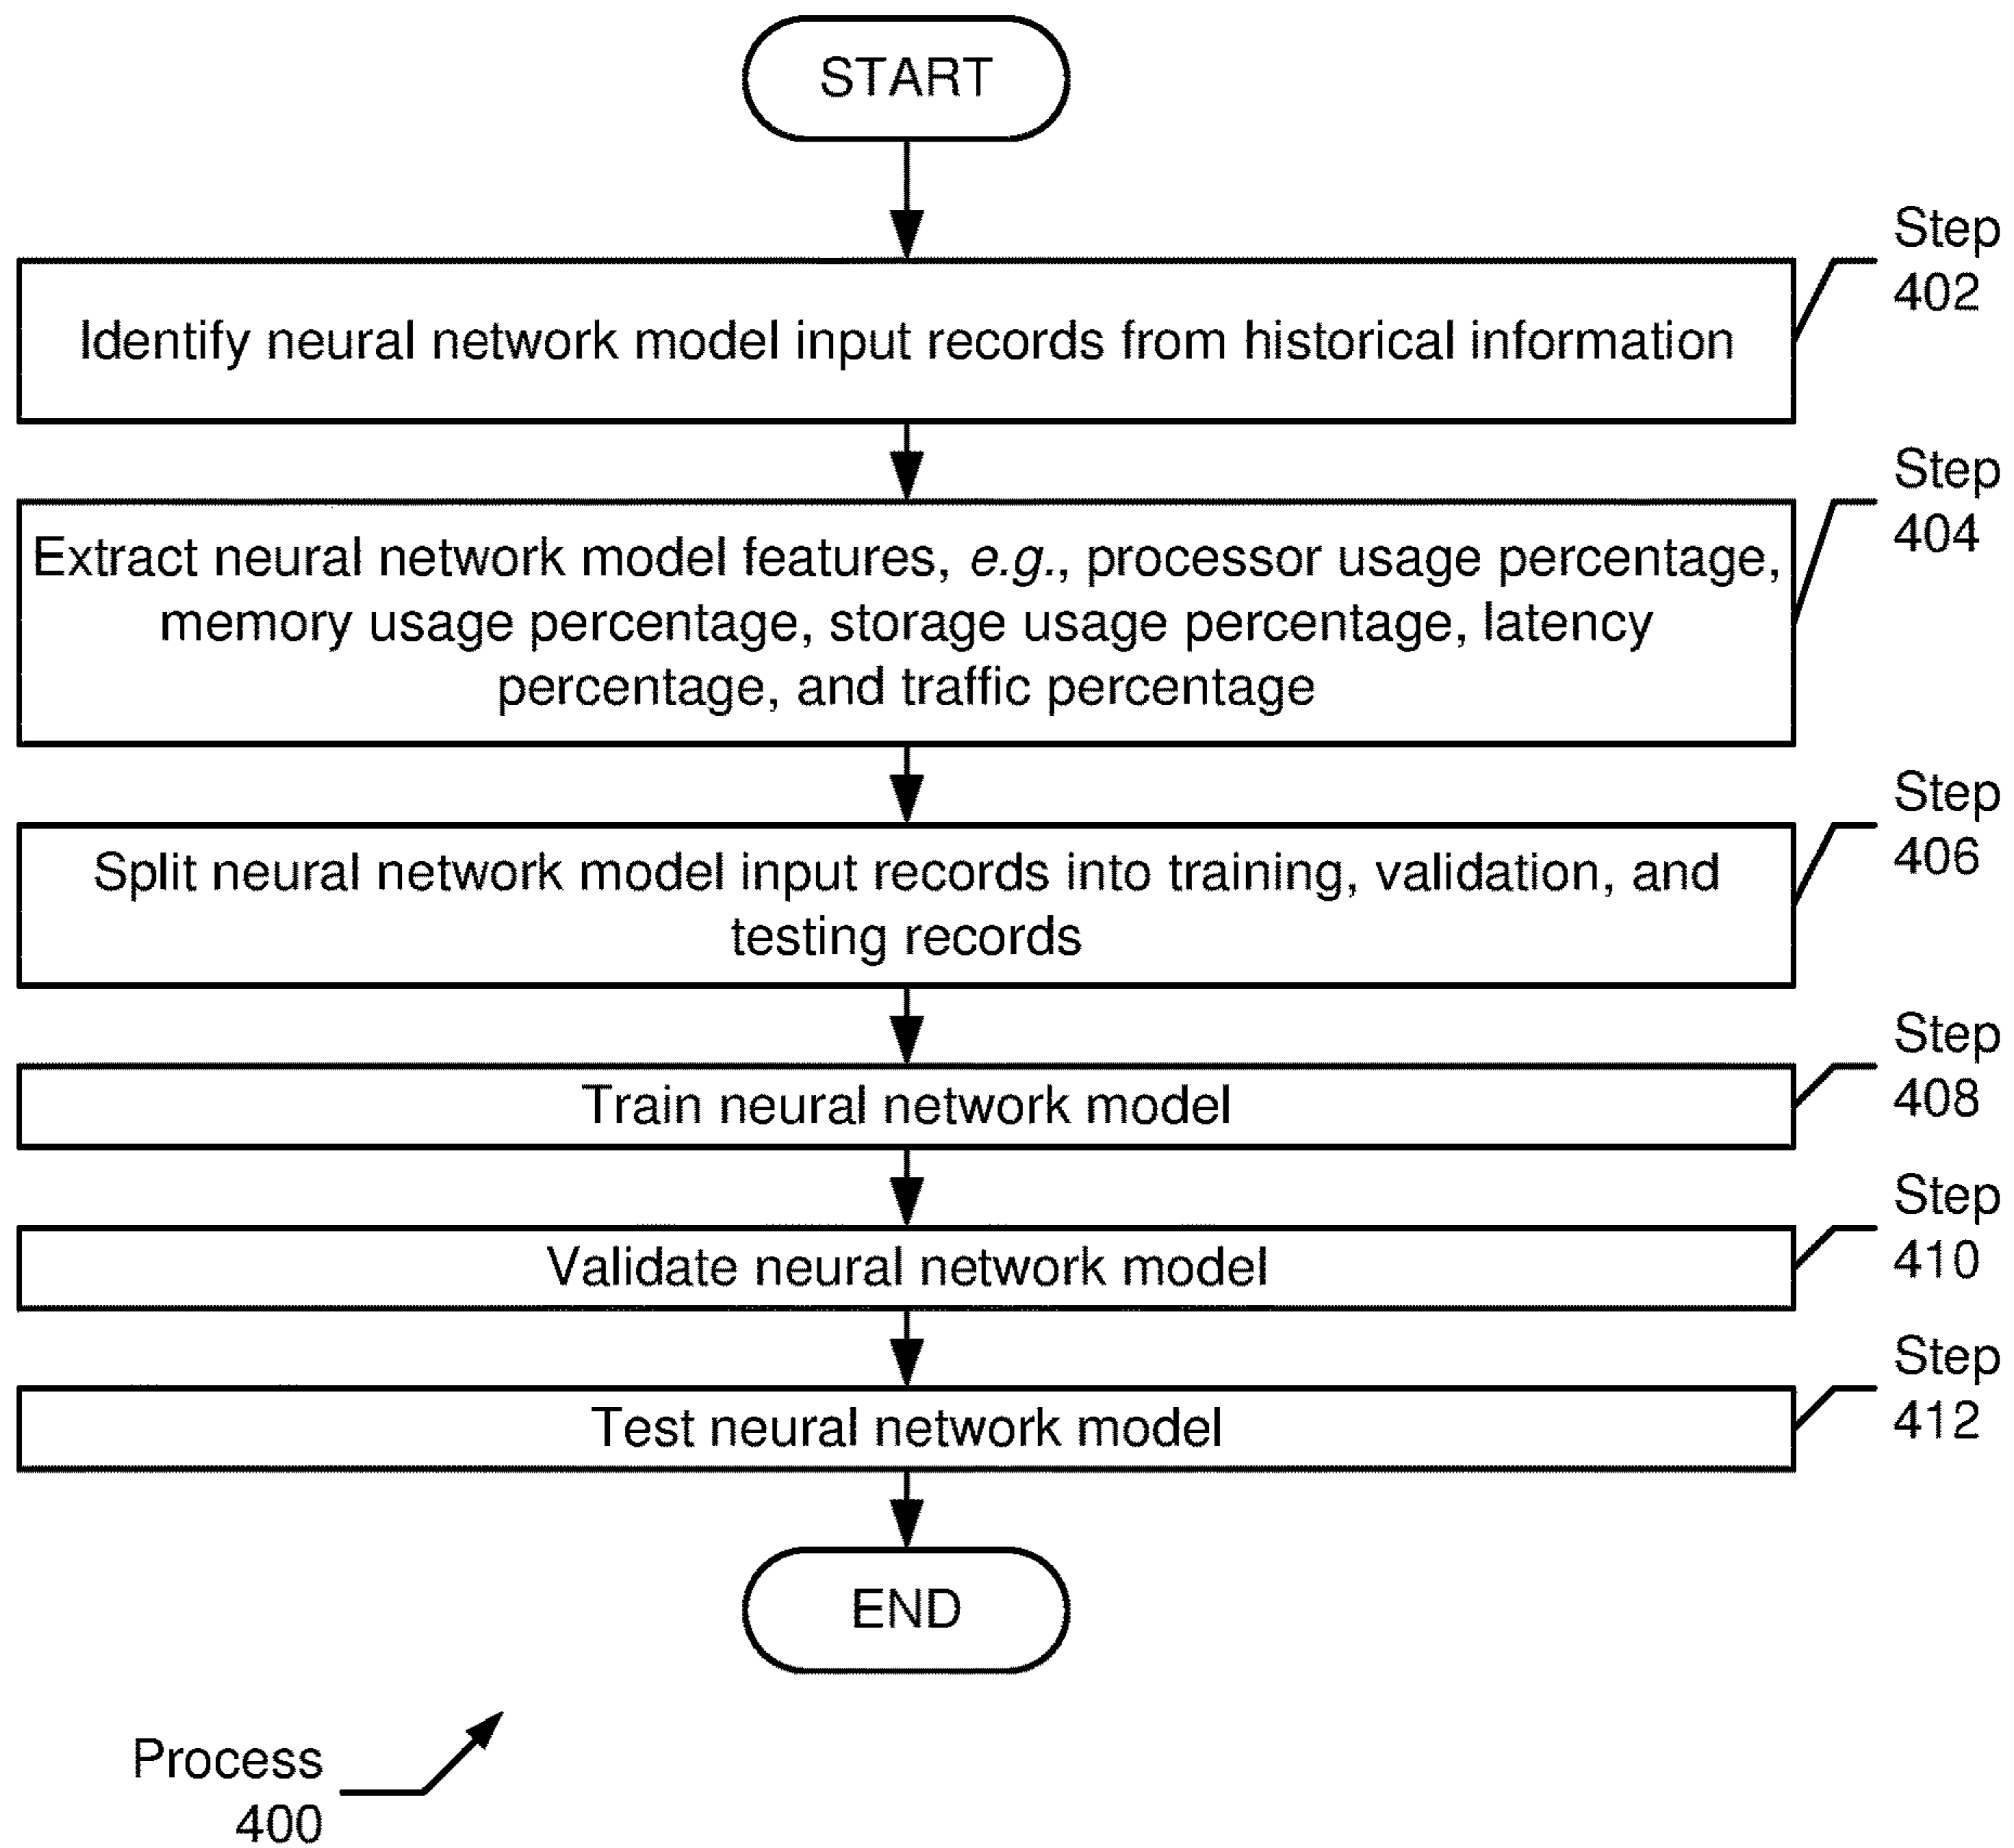 START
Step
402
Identify neural network model input records from historical information
Step
404
Extract neural network model features, e.g., processor usage percentage,
memory usage percentage, storage usage percentage, latency
percentage, and traffic percentage
Step
406
Split neural network model input records into training, validation, and
testing records
Step
408
Train neural network model
Step
410
Validate neural network model
Step
412
Test neural network model
END
Process
400